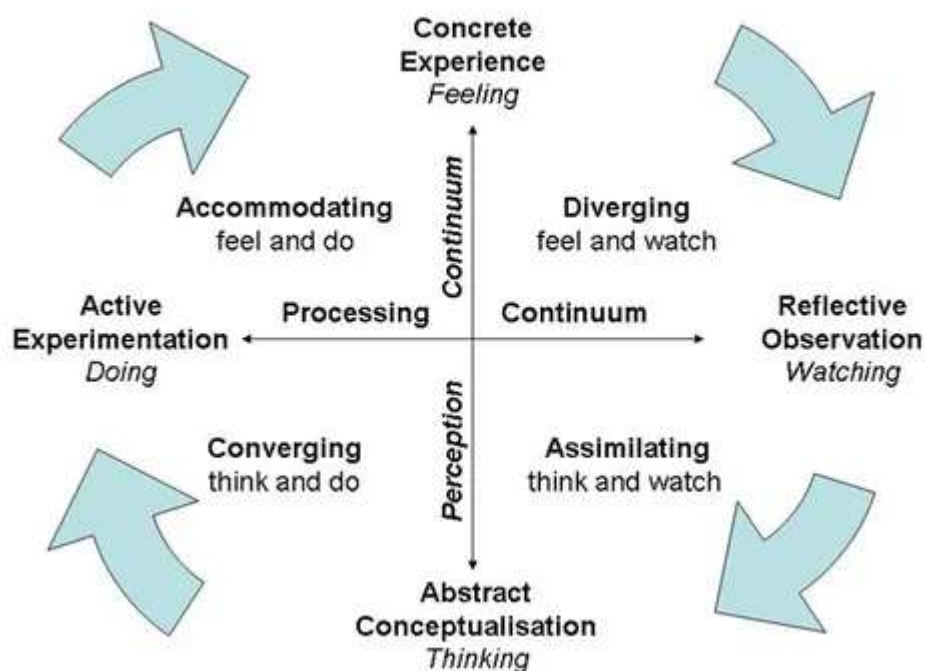 Concrete
Experience
Feeling
Continuum
Accommodating
feel and do
Diverging
feel and watch
Active
Experimentation
Doing
Processing Continuum
Reflective
Observation
Watching
Perception
Converging
think and do
Assimilating
think and watch
Abstract
Conceptualisation
Thinking